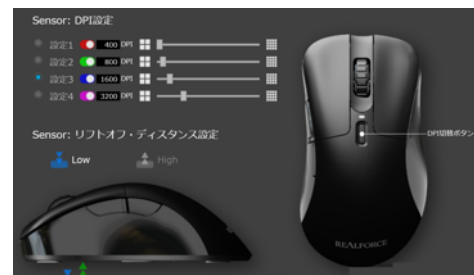 Sensor: DPI設定
設定1 400 DPI
設定2 800 DPI
設定3 1600 DPI
設定4 3200 DPI
DPI切替ボタン
Sensor: リフトオフ・ディスタンス設定
Low High
REALFORCE